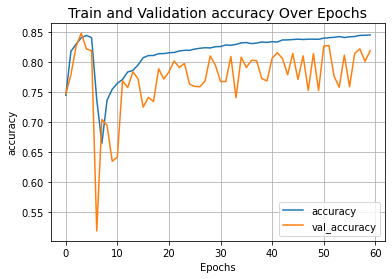 Train and Validation accuracy Over Epochs
0.85
0.80
0.75
0.70
0.65
0.60
0.55
accuracy
accuracy
val_accuracy
0 10 20 30 40 50 60
Epochs